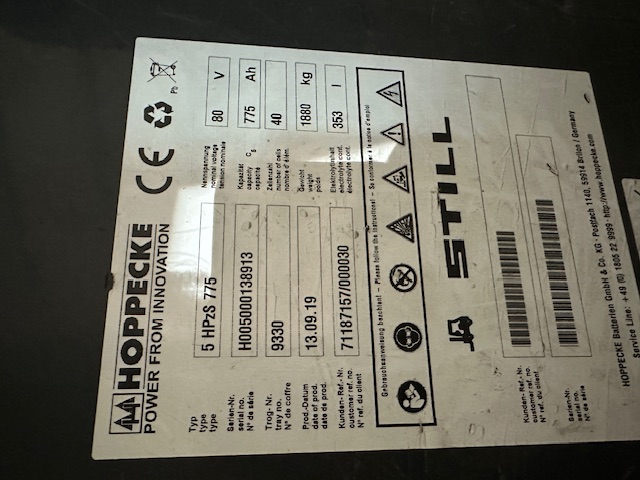 HOPPECKE
POWER FROM INNOVATION
CE
Pb
Typ
type
type
5 HPzS 775
Nennspannung
nominal voltage
tension nominale
80 V
Serien-Nr.
serial no.
N° de série
H005000138913
Kapazität
capacity C5
capacité
775 Ah
Trog-Nr.
tray no.
N° de coffre
9330
Zellenzahl
number of cells
nombre d'élém.
40
Prod.-Datum
date of prod.
date de prod.
13.09.19
Gewicht
weight
poids
1880 kg
Kunden-Ref.-Nr.
customer ref. no.
N° ref. du client
71187157/000030
Elektrolytinhalt
electrolyte cont.
électrolyte cont.
353 l
Gebrauchsanweisung beachten! – Please follow the instructions! – Se conformer à la notice d'emploi
STILL
Kunden-Ref.-Nr.
customer ref. no.
N° ref. du client
Serien-Nr.
serial no.
N° de série
HOPPECKE Batterien GmbH & Co. KG · Postfach 1140, 59914 Brilon / Germany
Service Line: +49 (0) 1805 22 9999 · http://www.hoppecke.com